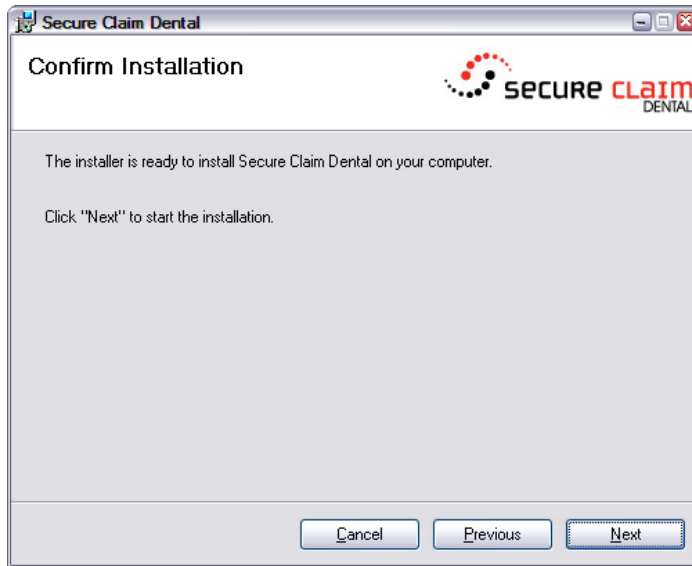 Secure Claim Dental
Confirm Installation
SECURE CLaIM
DENTAL
The installer is ready to install Secure Claim Dental on your computer.
Click "Next" to start the installation.
Cancel
Previous
Next